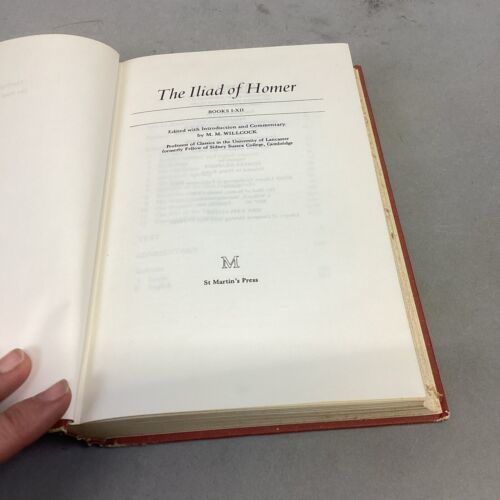 The Iliad of Homer
BOOKS I-XII
Edited with Introduction and Commentary
by M. M. WILLCOCK
Professor of Classics in the University of Lancaster
formerly Fellow of Sidney Sussex College, Cambridge
M
St Martin's Press